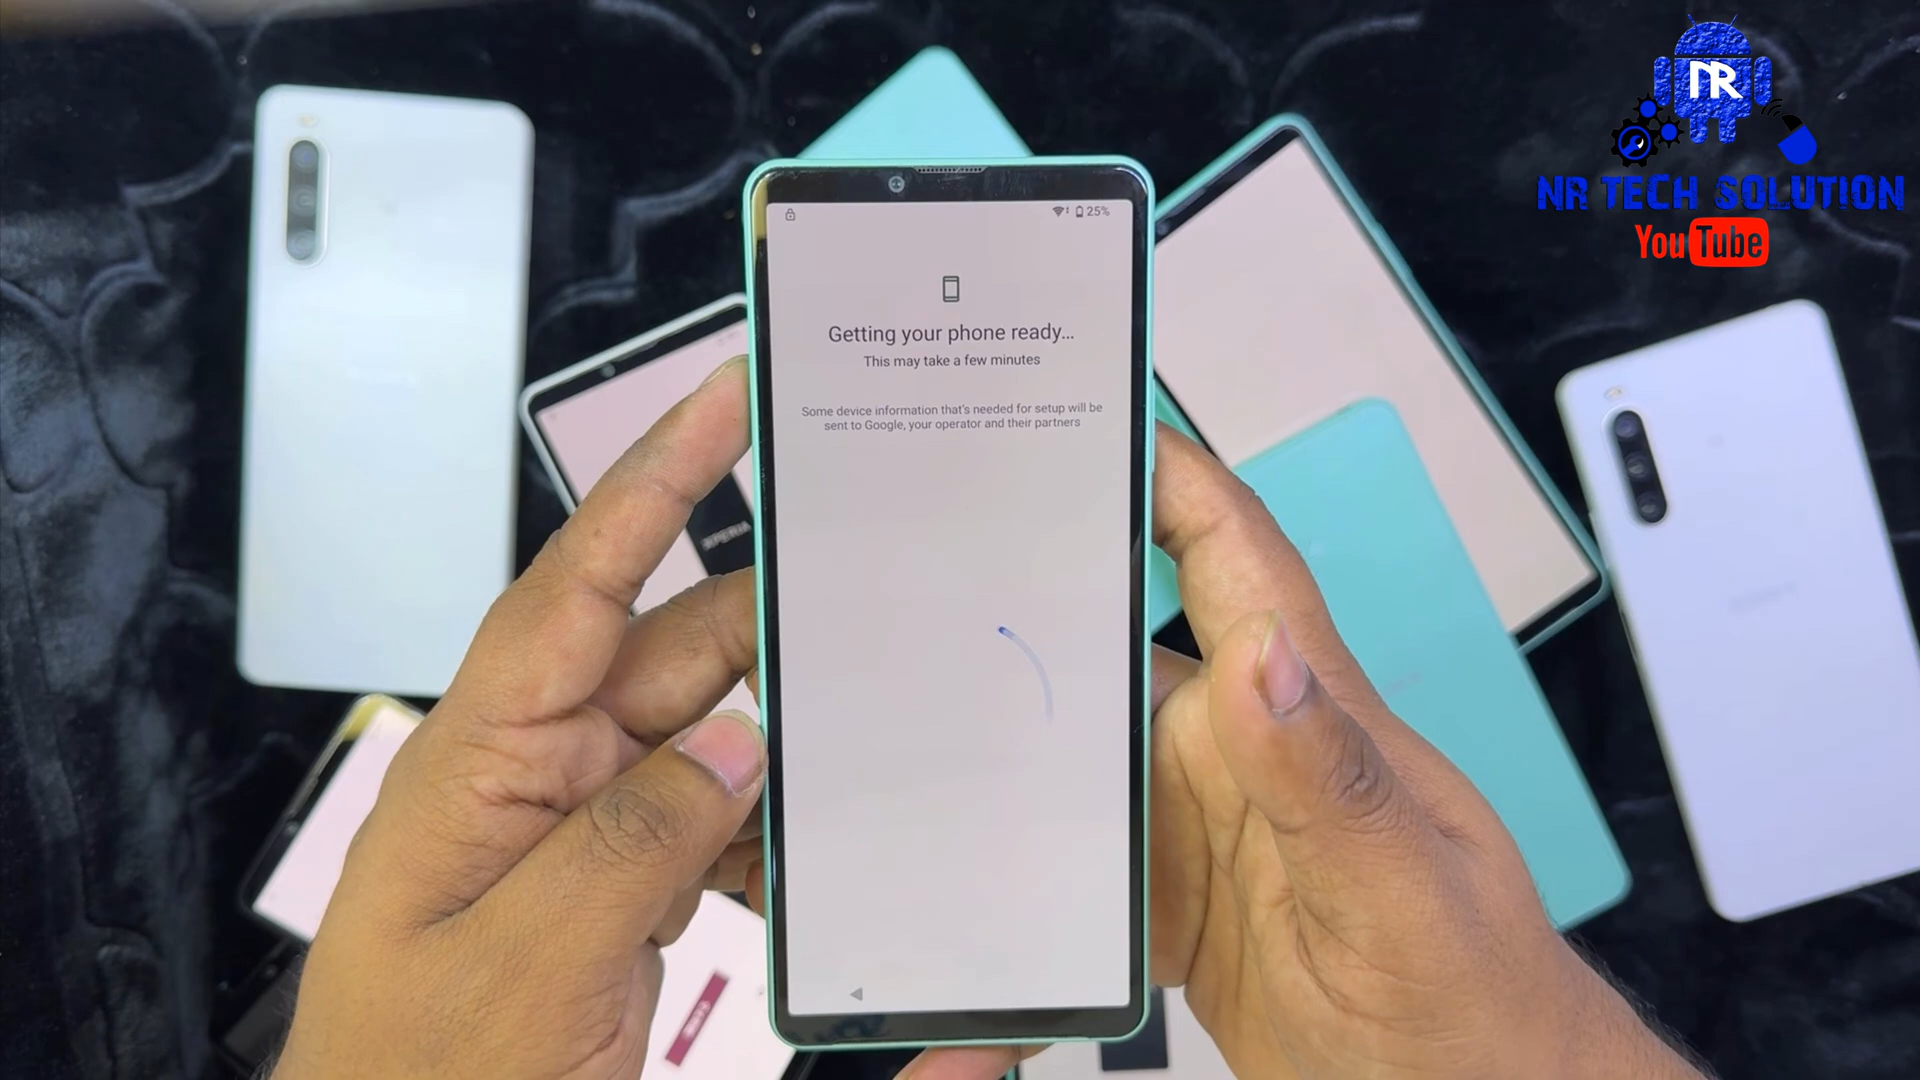 NR
NR TECH SOLUTION
YouTube
25%
Getting your phone ready...
This may take a few minutes
Some device information that's needed for setup will be
sent to Google, your operator and their partners
XPERIA